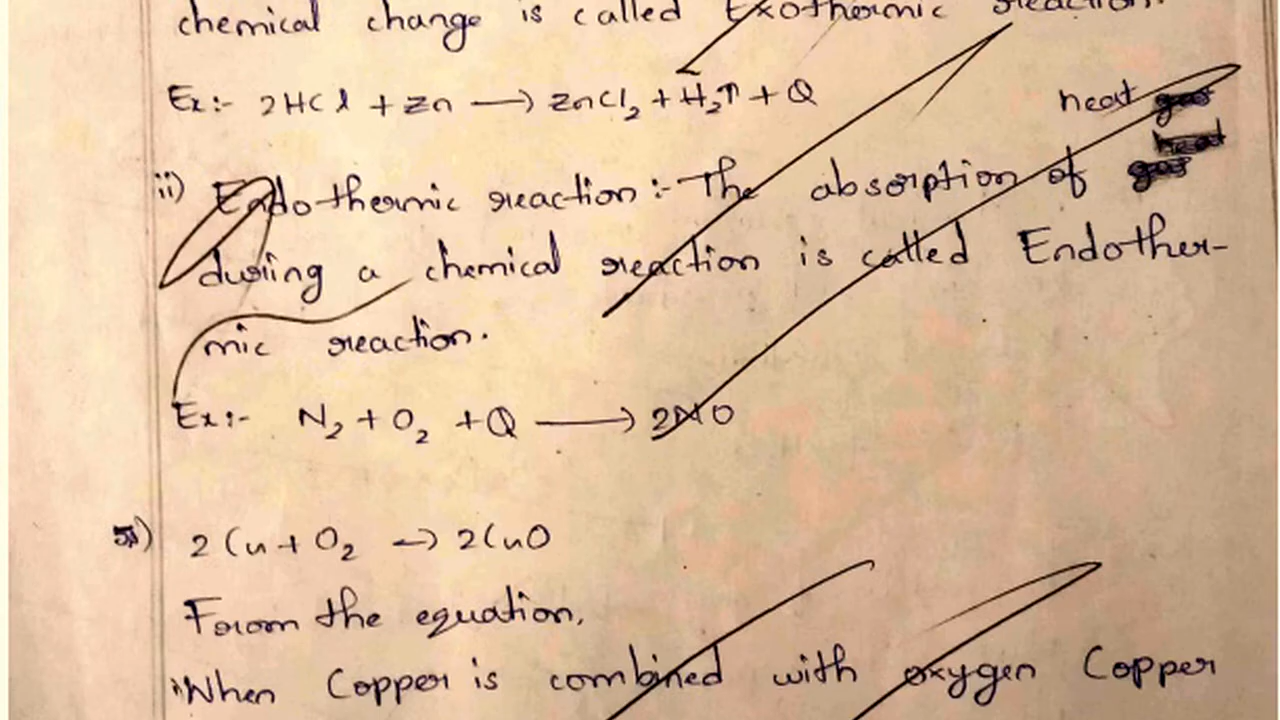 chemical change is called Exothermic reaction.
Ex:- 2HCl + Zn → ZnCl₂ + H₂↑ + Q
heat
ii) Endothermic reaction :- The absorption of
during a chemical reaction is called Endother-
mic reaction.
Ex:- N₂ + O₂ + Q → 2NO
5) 2Cu + O₂ → 2CuO
From the equation,
When Copper is combined with oxygen Copper